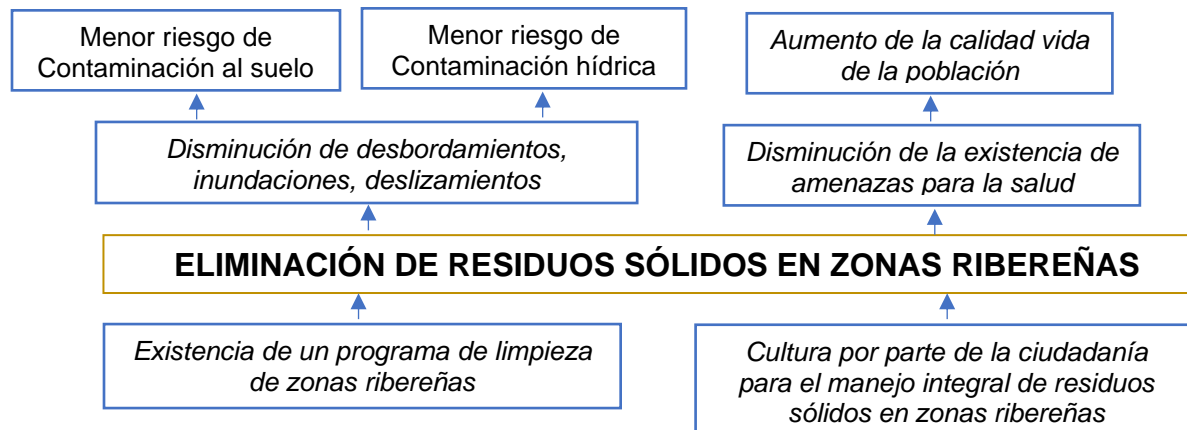 Menor riesgo de
Contaminación al suelo
Menor riesgo de
Contaminación hídrica
Aumento de la calidad vida
de la población
Disminución de desbordamientos,
inundaciones, deslizamientos
Disminución de la existencia de
amenazas para la salud
ELIMINACIÓN DE RESIDUOS SÓLIDOS EN ZONAS RIBEREÑAS
Existencia de un programa de limpieza
de zonas ribereñas
Cultura por parte de la ciudadanía
para el manejo integral de residuos
sólidos en zonas ribereñas